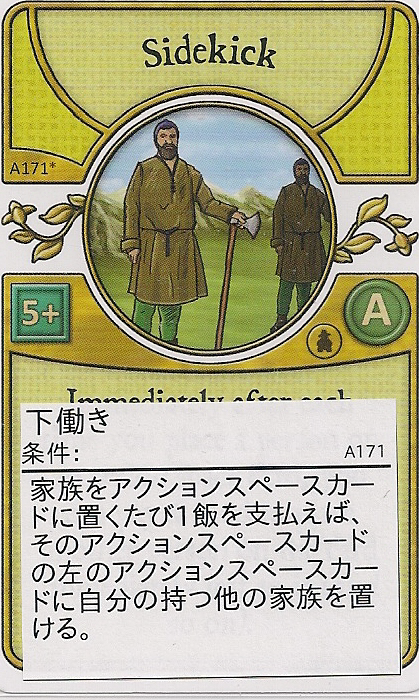 Sidekick
A171*
5+
A
Immediately after each
下働き
条件:
A171
家族をアクションスペースカー
ドに置くたび1飯を支払えば、
そのアクションスペースカード
の左のアクションスペースカー
ドに自分の持つ他の家族を置
ける。